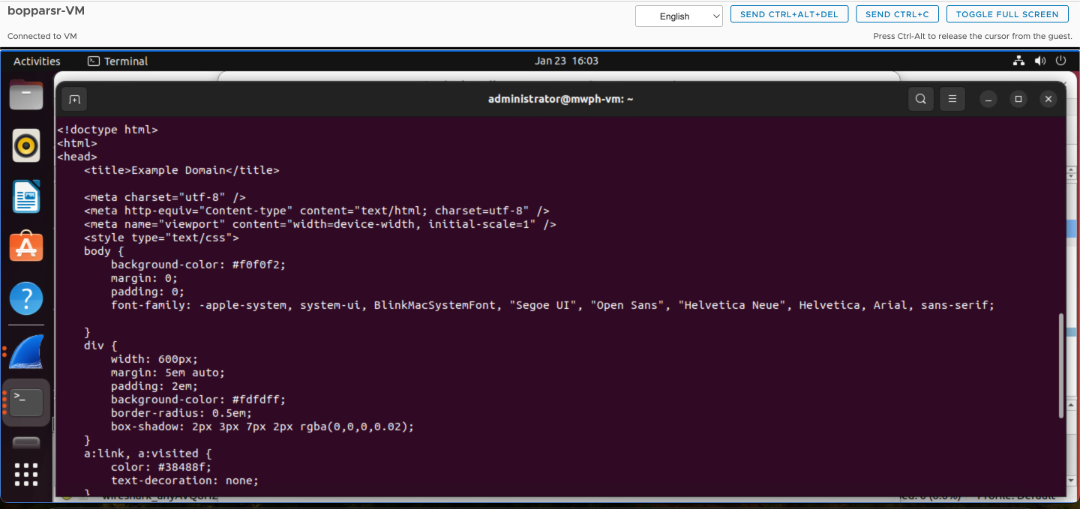 bopparsr-VM
English
SEND CTRL+ALT+DEL
SEND CTRL+C
TOGGLE FULL SCREEN
Connected to VM
Press Ctrl-Alt to release the cursor from the guest.
Activities
Terminal
Jan 23 16:03
administrator@mwph-vm: ~
<!doctype html>
<html>
<head>
    <title>Example Domain</title>

    <meta charset="utf-8" />
    <meta http-equiv="Content-type" content="text/html; charset=utf-8" />
    <meta name="viewport" content="width=device-width, initial-scale=1" />
    <style type="text/css">
    body {
        background-color: #f0f0f2;
        margin: 0;
        padding: 0;
        font-family: -apple-system, system-ui, BlinkMacSystemFont, "Segoe UI", "Open Sans", "Helvetica Neue", Helvetica, Arial, sans-serif;

    }
    div {
        width: 600px;
        margin: 5em auto;
        padding: 2em;
        background-color: #fdfdff;
        border-radius: 0.5em;
        box-shadow: 2px 3px 7px 2px rgba(0,0,0,0.02);
    }
    a:link, a:visited {
        color: #38488f;
        text-decoration: none;
    }